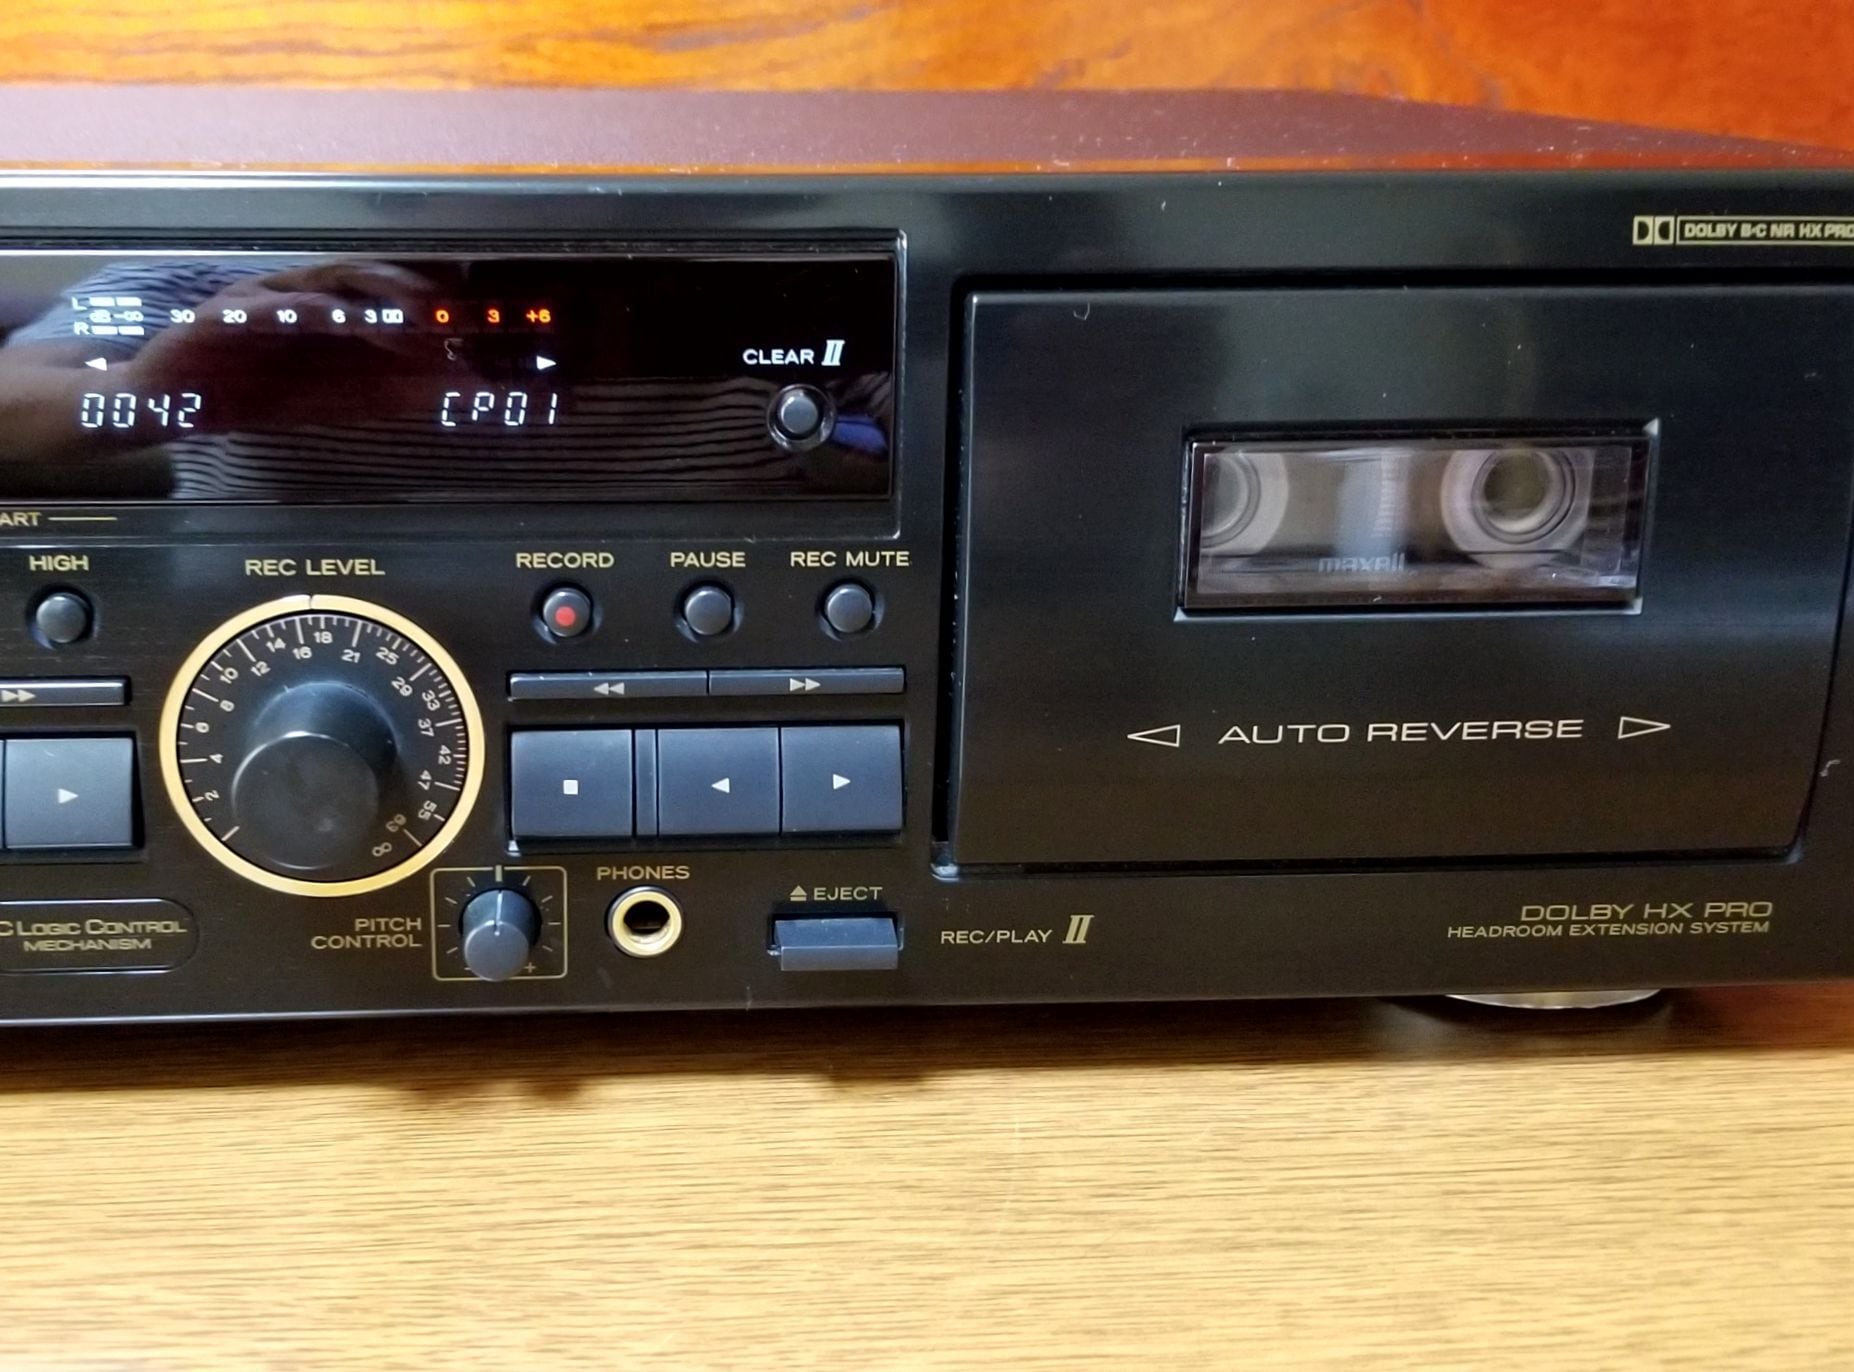 DOLBY B·C NR HX PRO
L
dB -∞ 30 20 10 6 3 0 3 +6
R
CLEAR II
0042 CP01
ART
HIGH
REC LEVEL
RECORD
PAUSE
REC MUTE
2 4 6 8 10 12 14 16 18 21 25 29 33 37 42 47 55 63 ∞
maxell
AUTO REVERSE
C LOGIC CONTROL
MECHANISM
PITCH
CONTROL
- +
PHONES
EJECT
REC/PLAY II
DOLBY HX PRO
HEADROOM EXTENSION SYSTEM